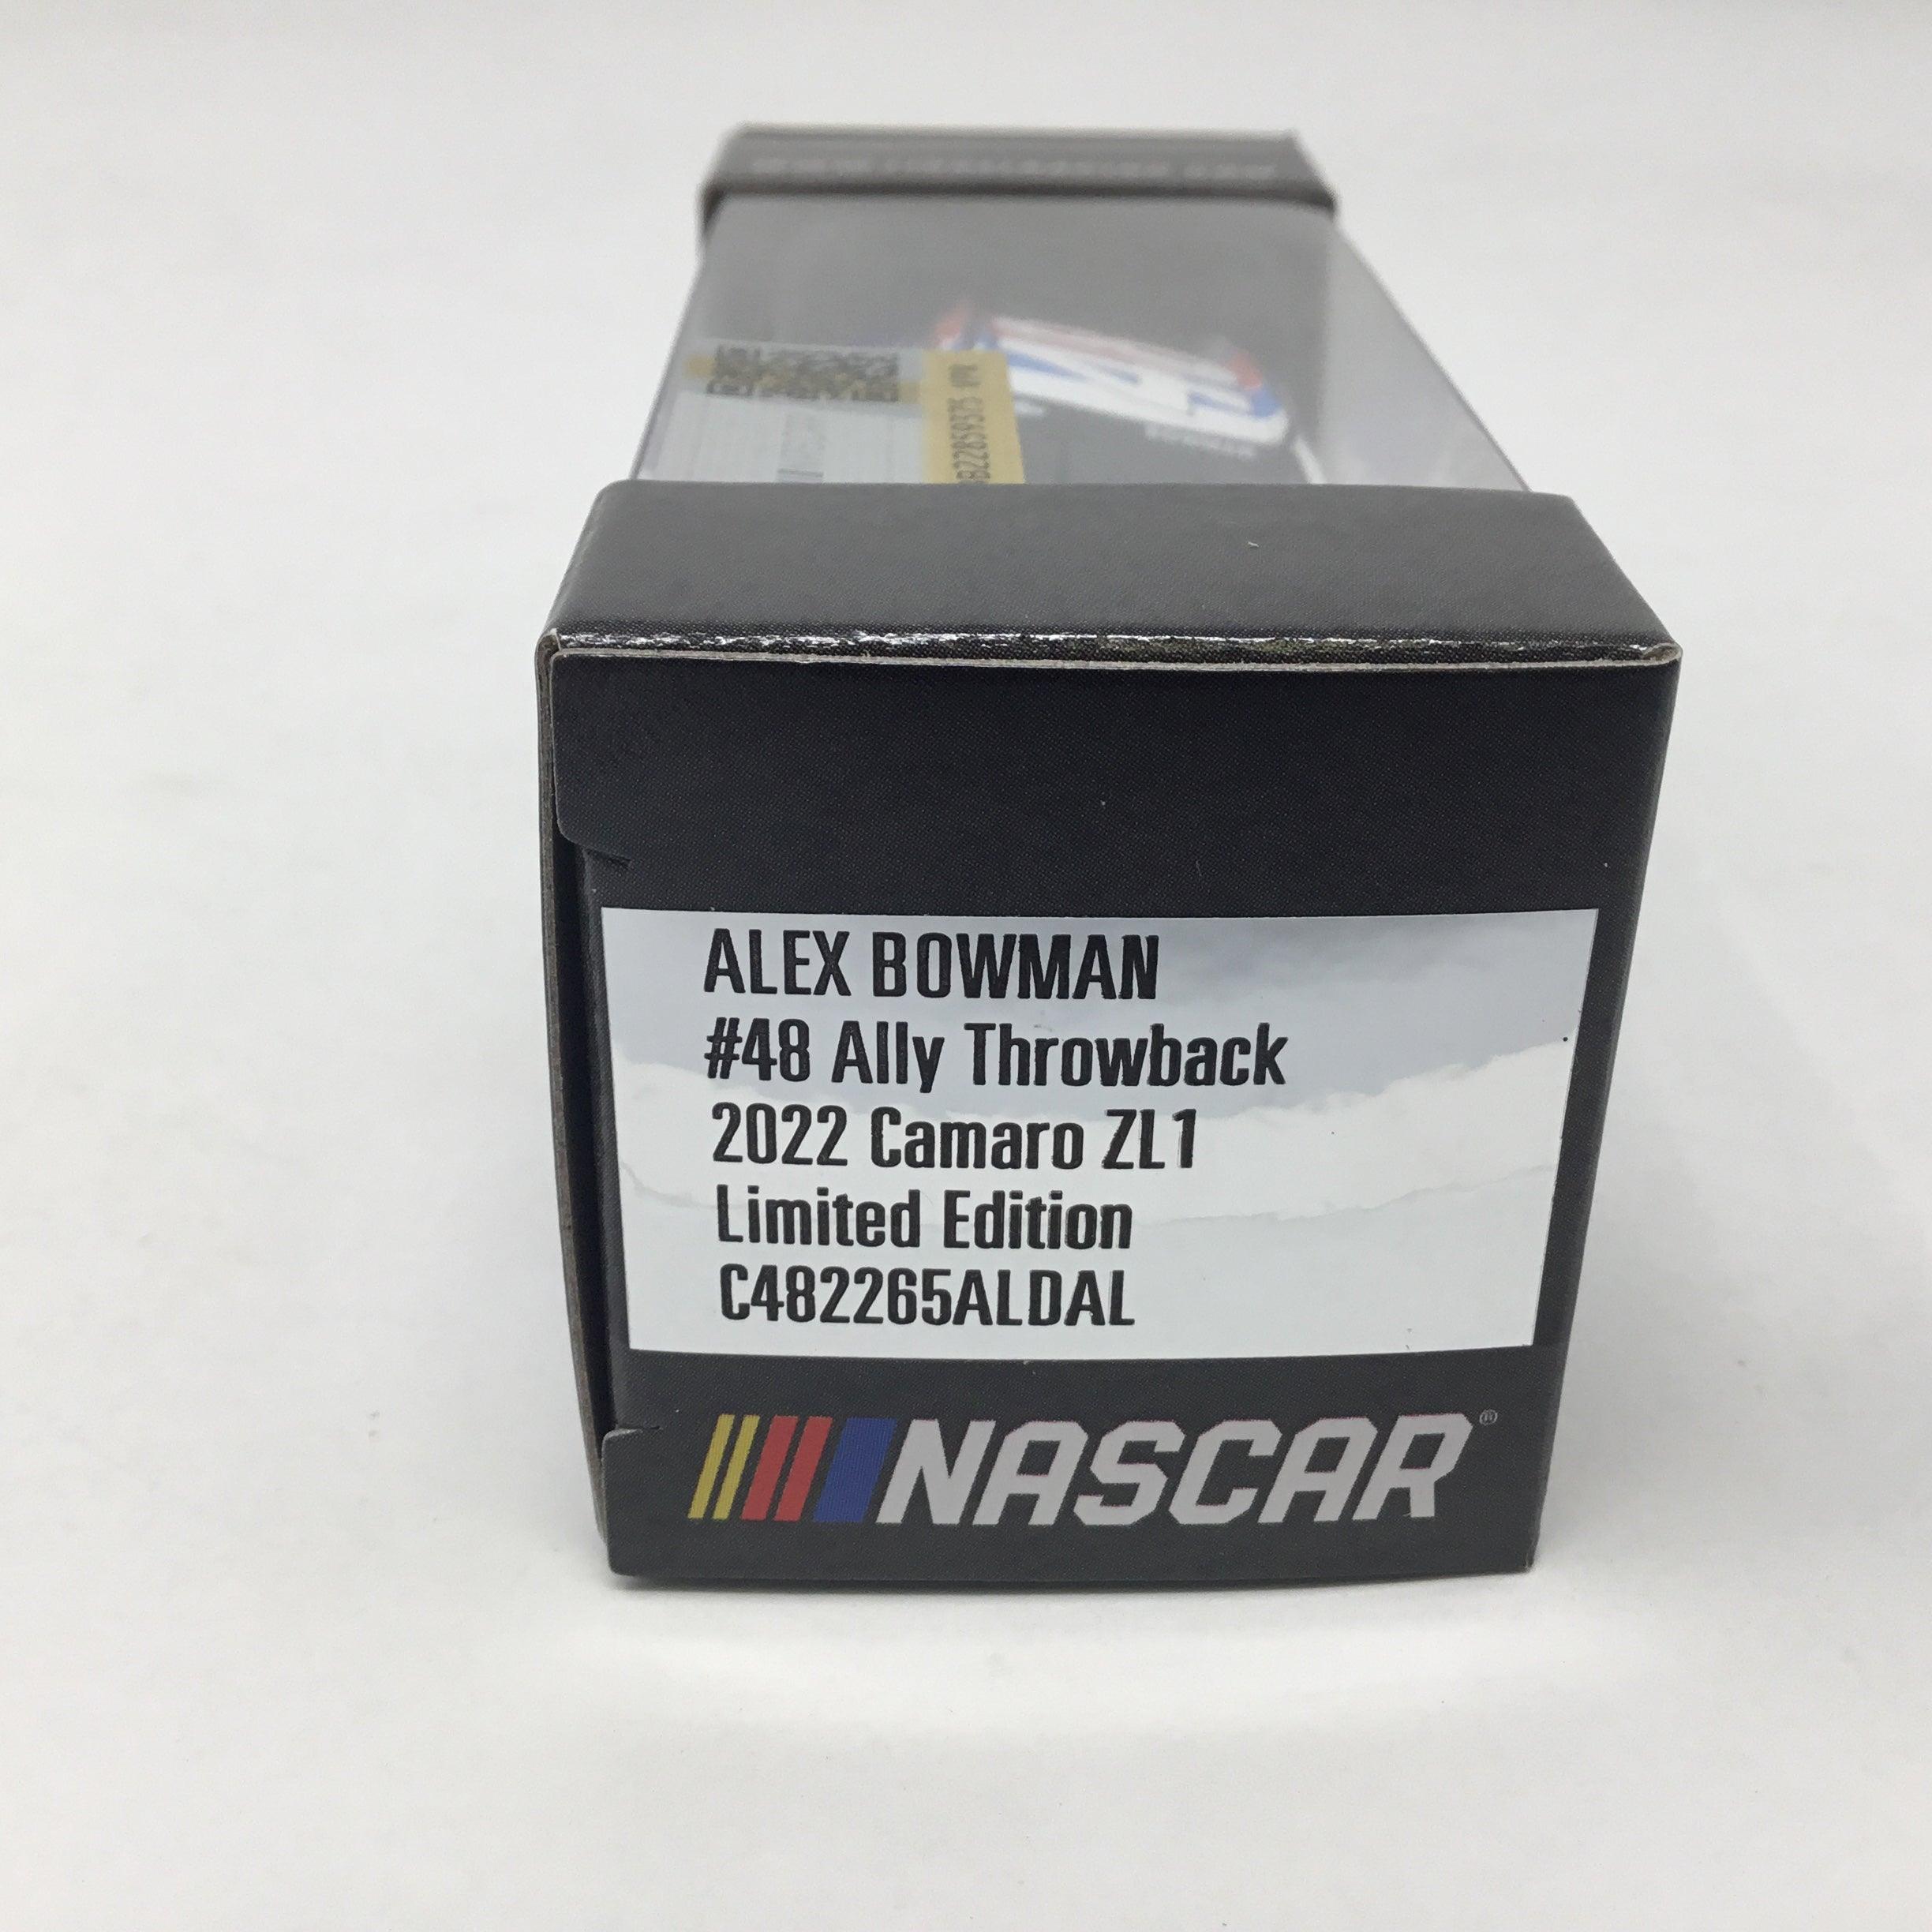 ALEX BOWMAN
#48 Ally Throwback
2022 Camaro ZL1
Limited Edition
C482265ALDAL
NASCAR®